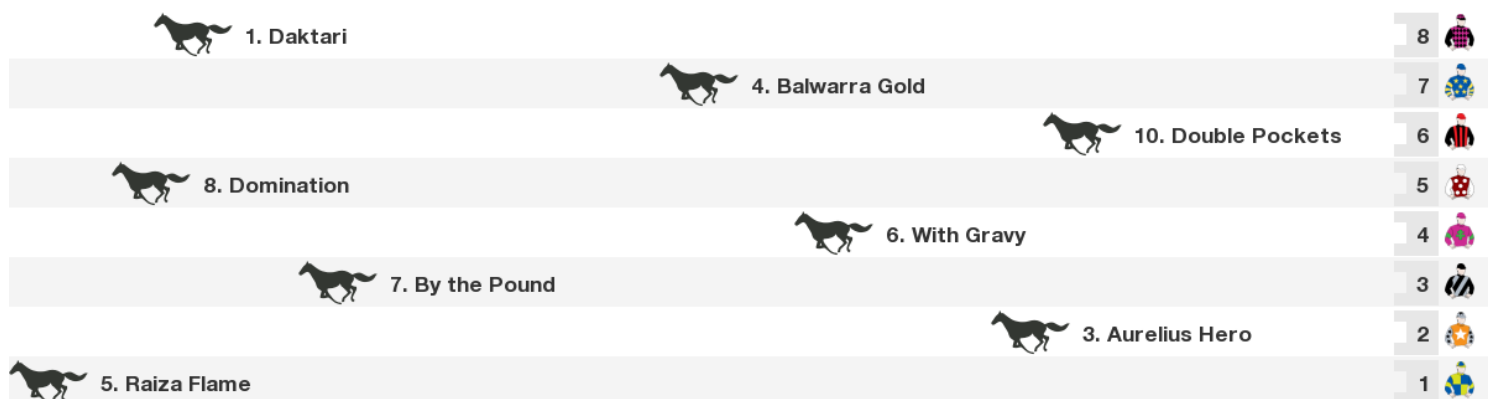 1. Daktari 8
4. Balwarra Gold 7
10. Double Pockets 6
8. Domination 5
6. With Gravy 4
7. By the Pound 3
3. Aurelius Hero 2
5. Raiza Flame 1